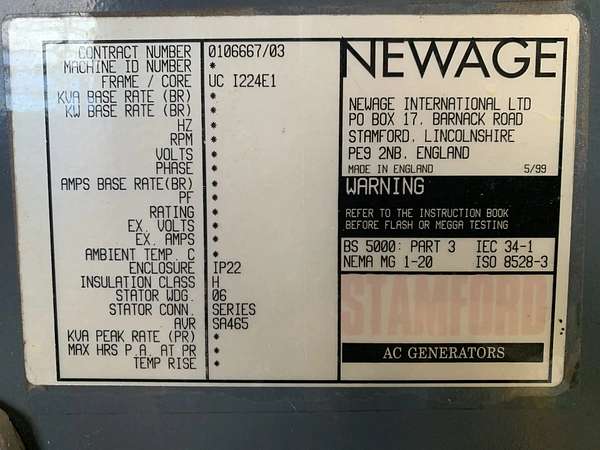 CONTRACT NUMBER 0106667/03
MACHINE ID NUMBER *
FRAME / CORE UC I224E1
KVA BASE RATE (BR) *
KW BASE RATE (BR) *
HZ *
RPM *
VOLTS *
PHASE *
AMPS BASE RATE(BR) *
PF *
RATING *
EX. VOLTS *
EX. AMPS *
AMBIENT TEMP. C *
ENCLOSURE IP22
INSULATION CLASS H
STATOR WDG. 06
STATOR CONN. SERIES
AVR SA465
KVA PEAK RATE (PR) *
MAX HRS P.A. AT PR *
TEMP RISE *
NEWAGE
NEWAGE INTERNATIONAL LTD
PO BOX 17, BARNACK ROAD
STAMFORD, LINCOLNSHIRE
PE9 2NB, ENGLAND
MADE IN ENGLAND 5/99
WARNING
REFER TO THE INSTRUCTION BOOK
BEFORE FLASH OR MEGGA TESTING
BS 5000: PART 3 IEC 34-1
NEMA MG 1-20 ISO 8528-3
STAMFORD
AC GENERATORS